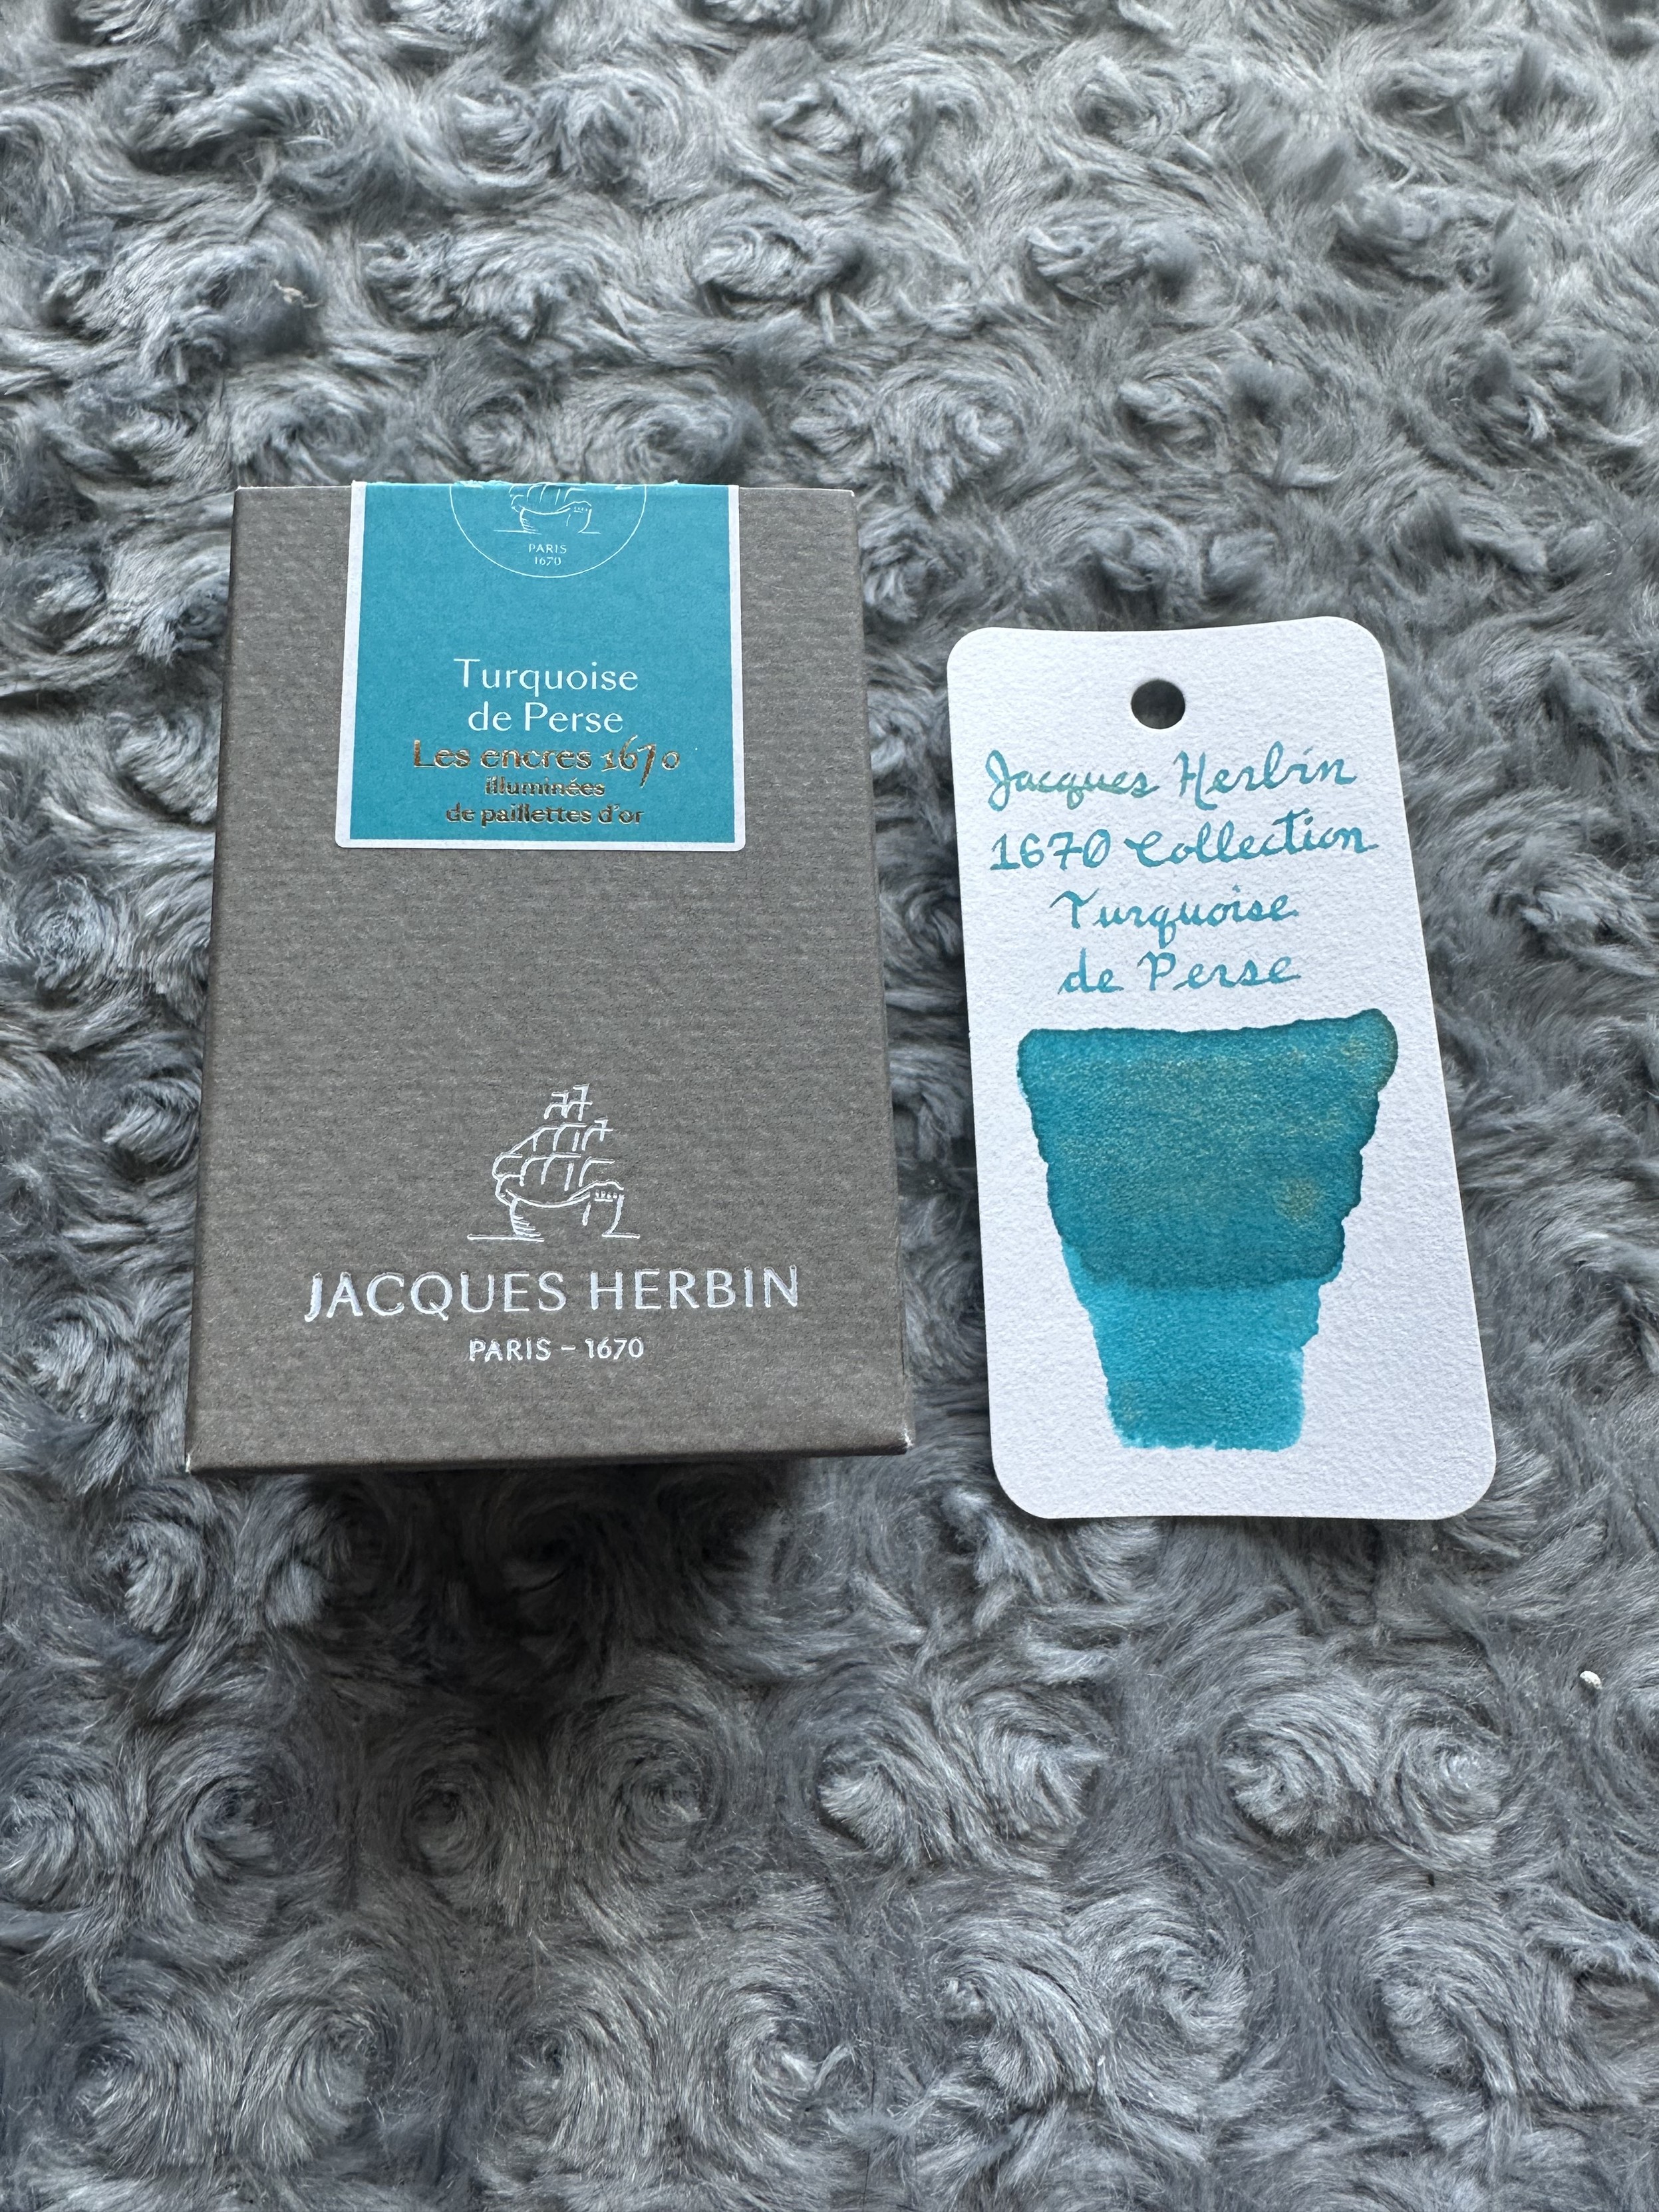 PARIS
1670
Turquoise
de Perse
Les encres 1670
illuminées
de paillettes d'or
JACQUES HERBIN
PARIS – 1670
Jacques Herbin
1670 Collection
Turquoise
de Perse